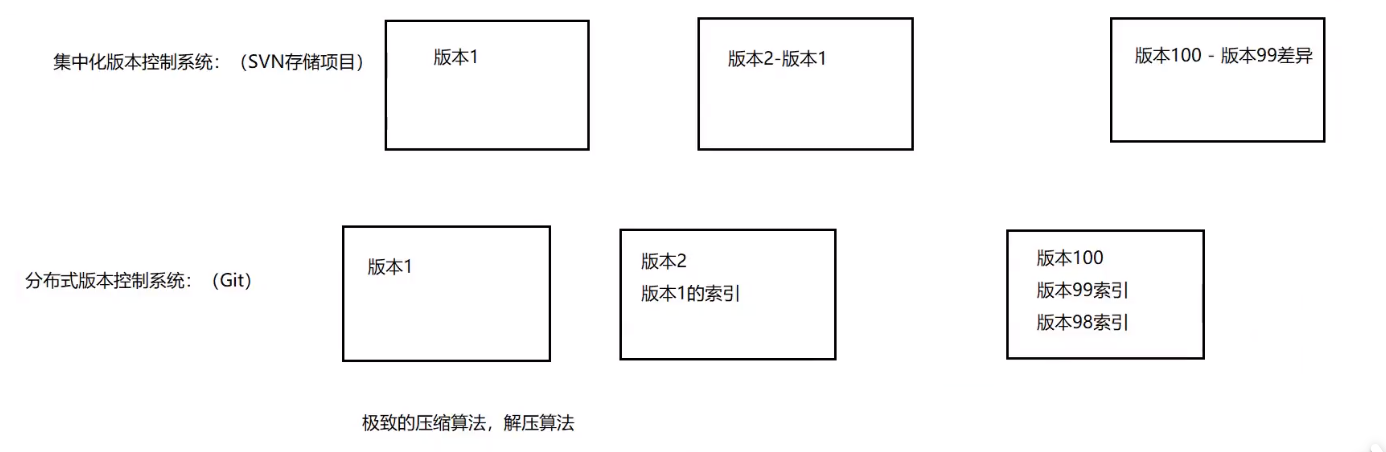 集中化版本控制系统：（SVN存储项目）
版本1
版本2-版本1
版本100 - 版本99差异
分布式版本控制系统：（Git）
版本1
版本2
版本1的索引
版本100
版本99索引
版本98索引
极致的压缩算法，解压算法